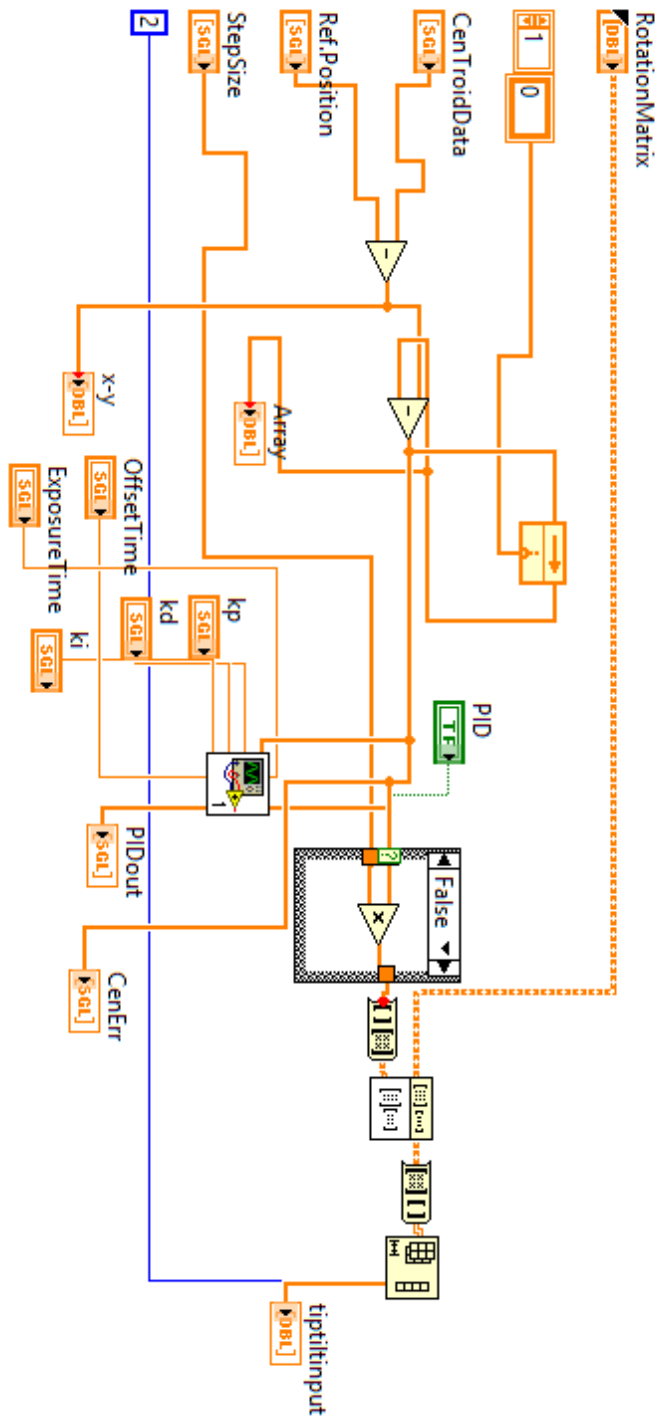 RotationMatrix
[DBL]
1
0
PID
TF
False
CenTroidData
[SGL]
?
Ref.Position
[SGL]
tiptiltinput
DBL]
Array
DBL]
StepSize
[SGL]
kp
SGL
1
2
kd
SGL
OffsetTime
SGL
PIDout
SGL]
x-y
DBL]
CenErr
SGL]
ki
SGL
ExposureTime
SGL